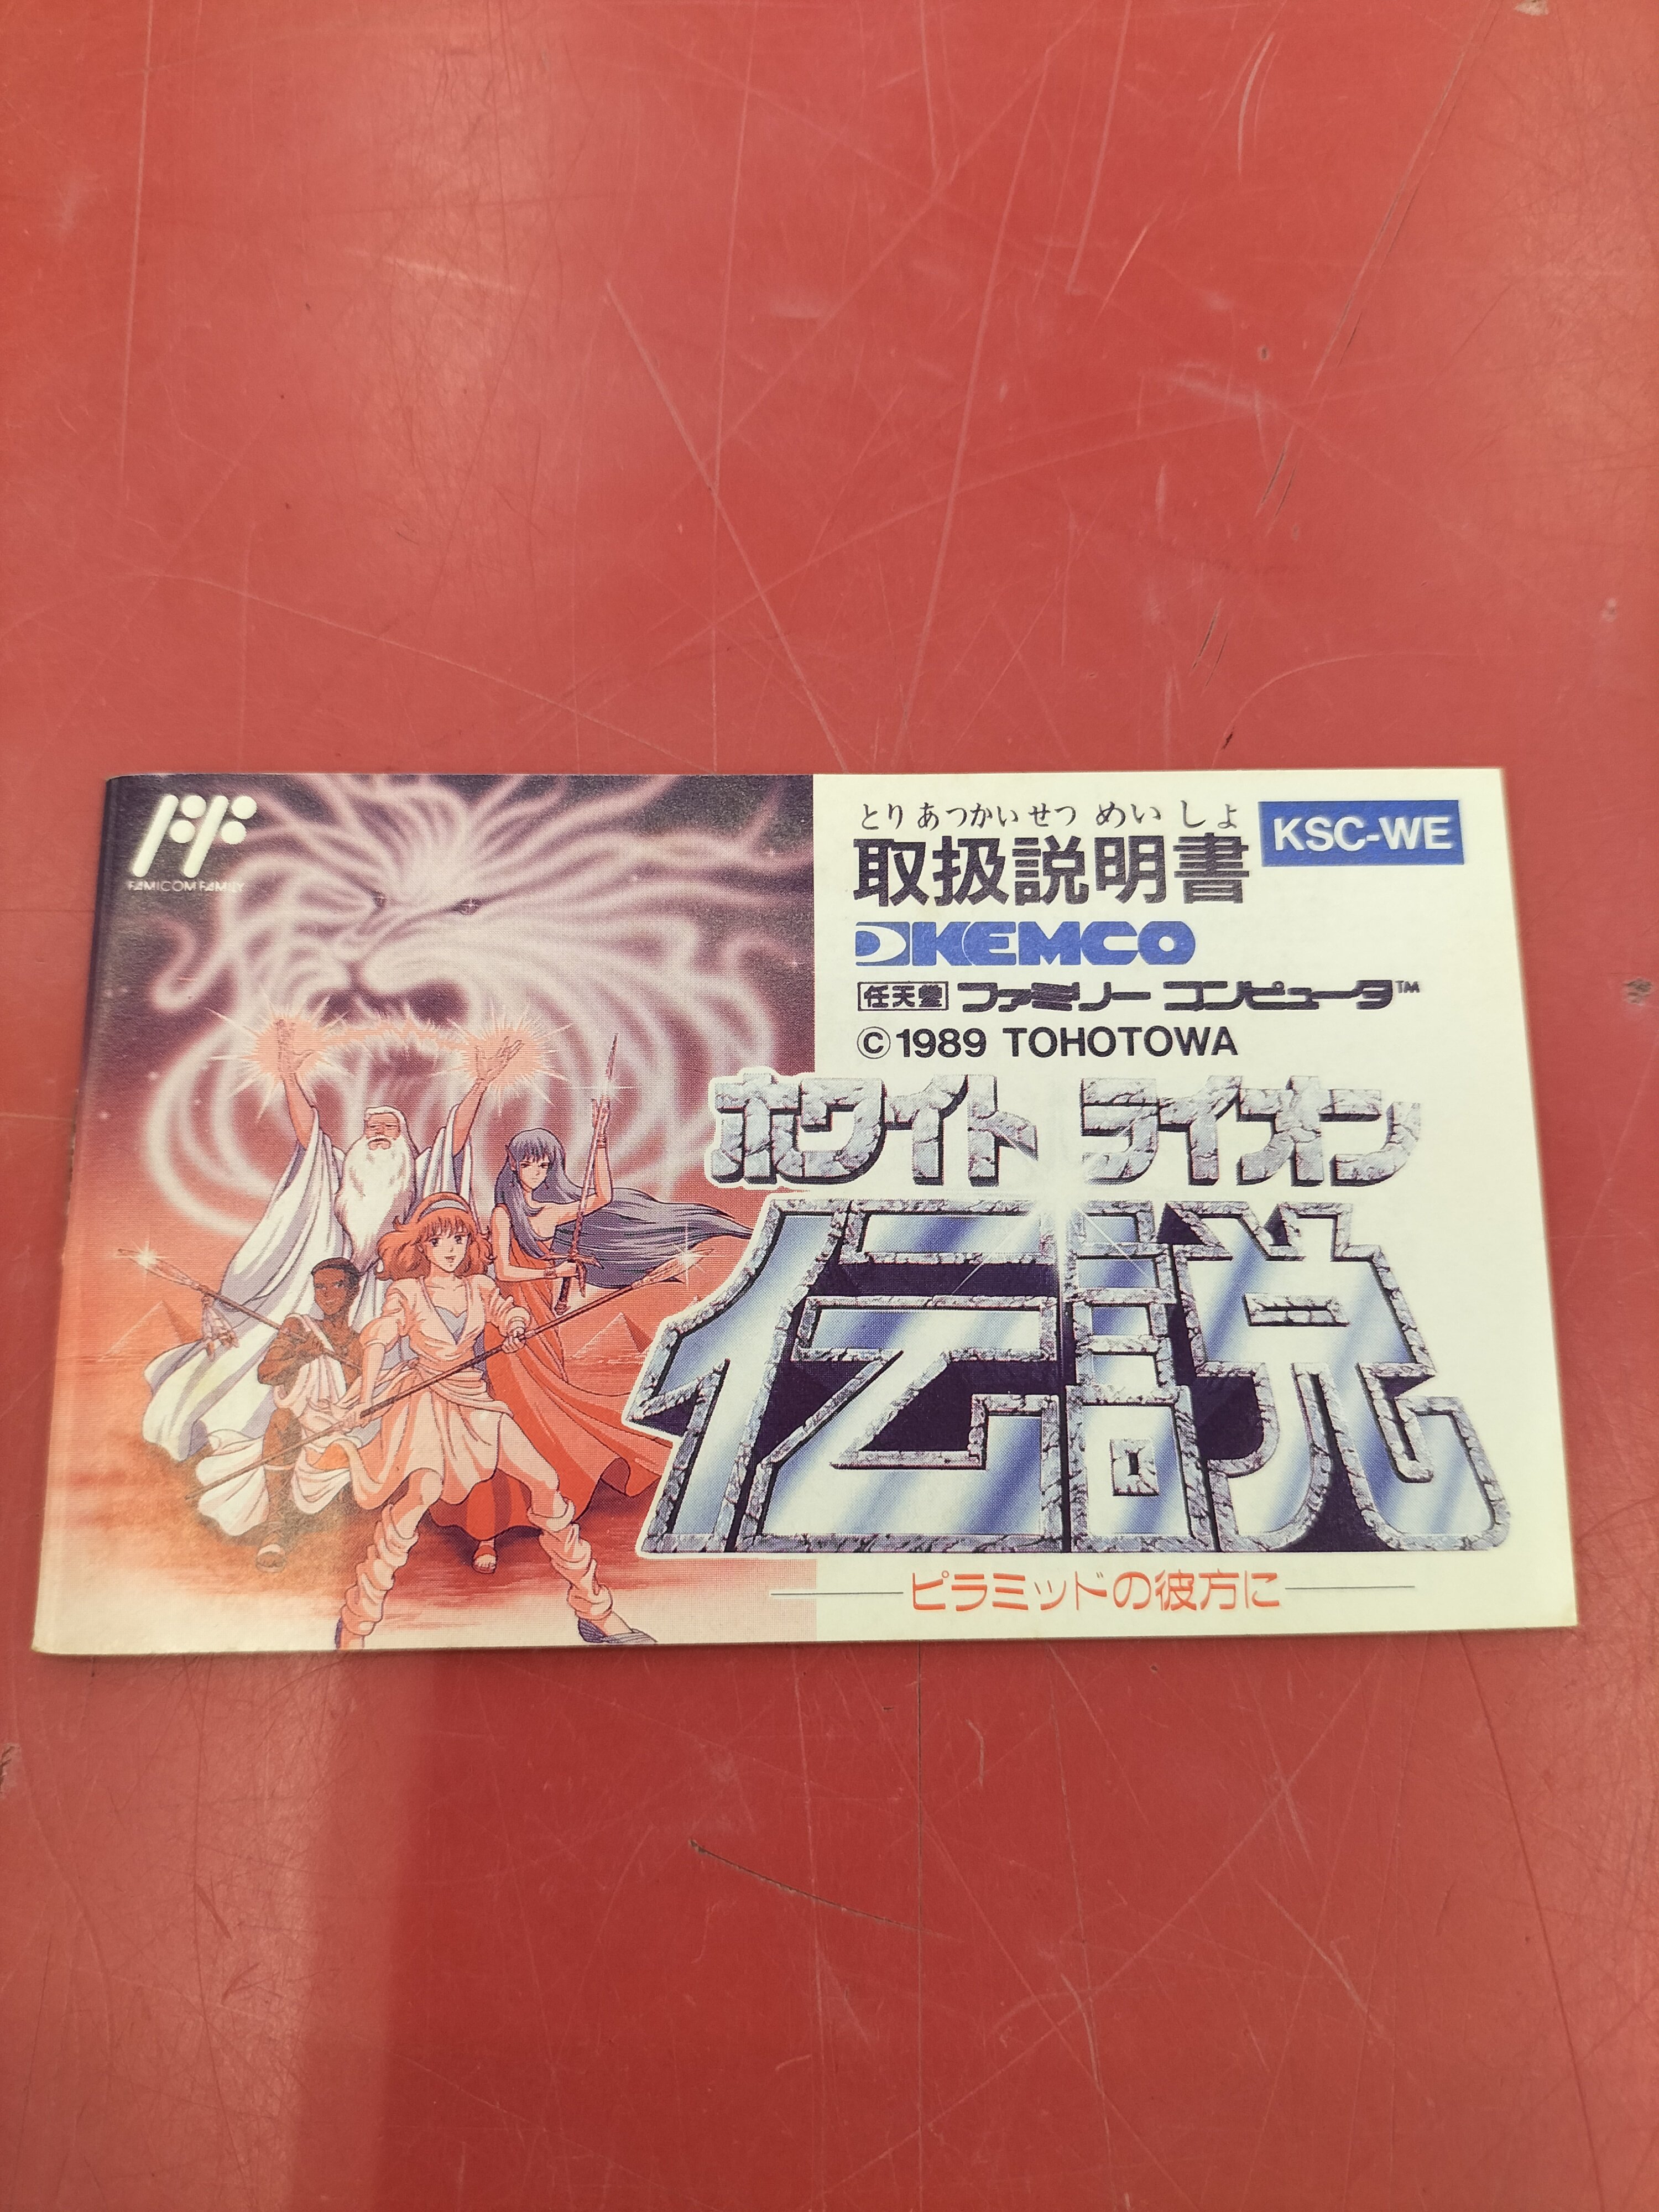 FAMICOM FAMILY
とりあつかいせつめいしょ
取扱説明書
KSC-WE
KEMCO
任天堂 ファミリーコンピュータ™
©1989 TOHOTOWA
ホワイトライオン
伝説
ピラミッドの彼方に